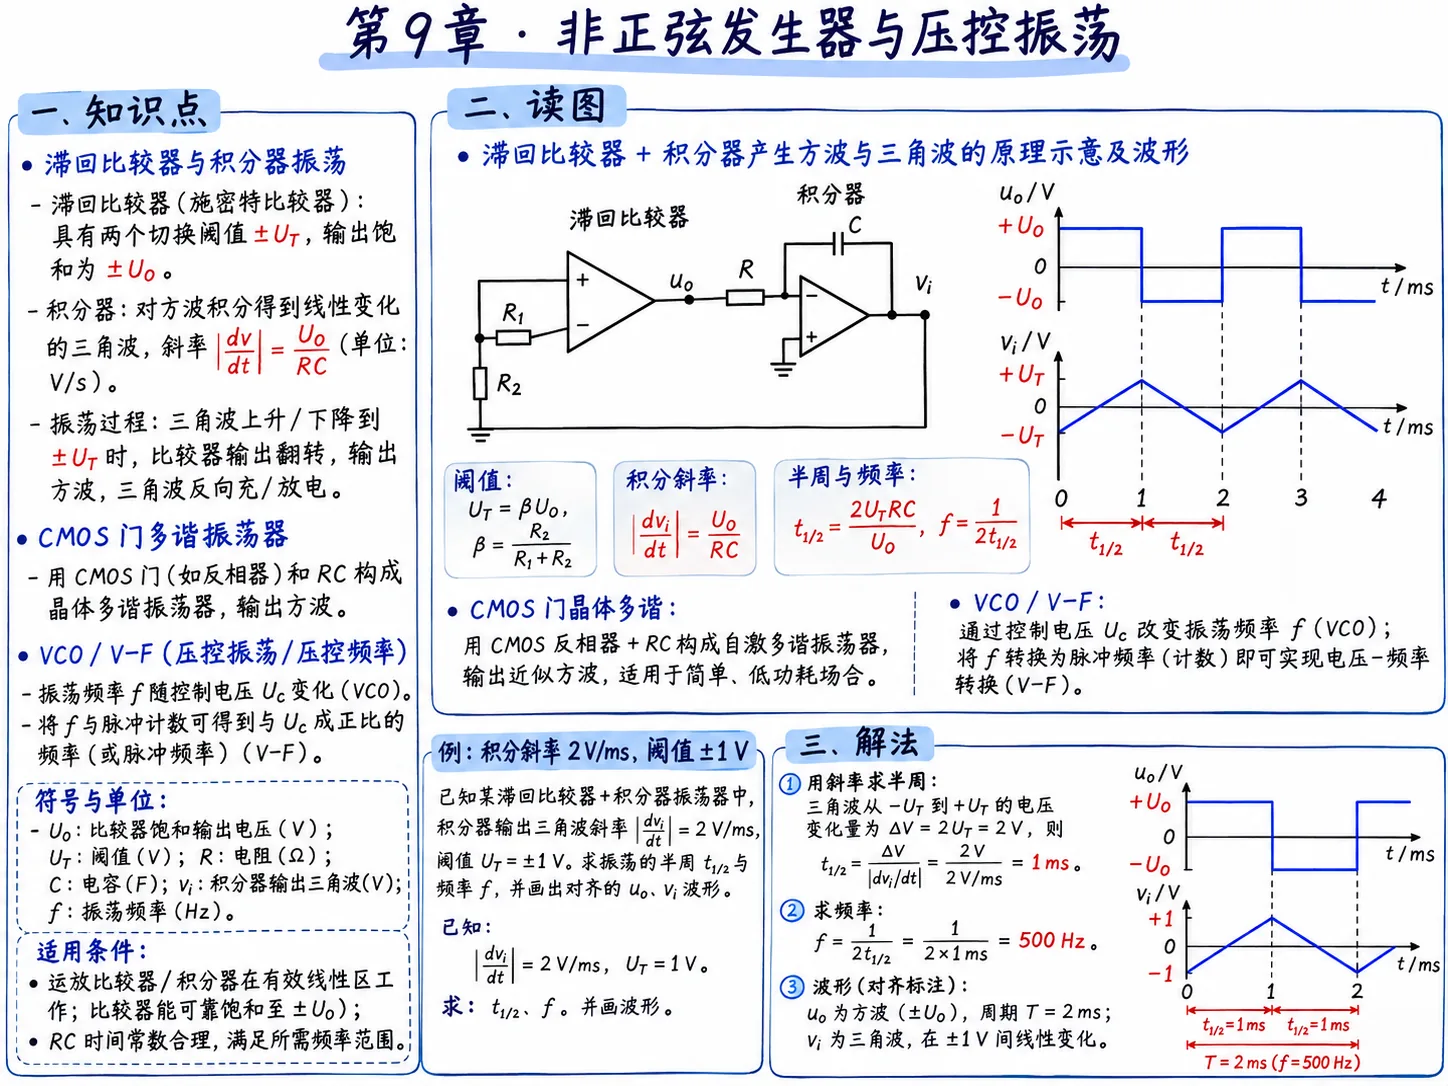 第9章·非正弦发生器与压控振荡
一、知识点
• 滞回比较器与积分器振荡
- 滞回比较器(施密特比较器):
具有两个切换阈值 ±U_T, 输出饱
和为 ±U_O。
- 积分器: 对方波积分得到线性变化
的三角波, 斜率 |dv/dt| = U_O/RC (单位:
V/s)。
- 振荡过程: 三角波上升/下降到
±U_T 时, 比较器输出翻转, 输出
方波, 三角波反向充/放电。
• CMOS 门多谐振荡器
- 用 CMOS 门(如反相器)和 RC 构成
晶体多谐振荡器, 输出方波。
• VCO / V-F (压控振荡/压控频率)
- 振荡频率 f 随控制电压 U_c 变化(VCO)。
- 将 f 与脉冲计数可得到与 U_c 成正比的
频率(或脉冲频率)(V-F)。
符号与单位:
- U_O: 比较器饱和输出电压(V);
U_T: 阈值(V); R: 电阻(Ω);
C: 电容(F); v_i: 积分器输出三角波(V);
f: 振荡频率(Hz)。
适用条件:
• 运放比较器/积分器在有效线性区工
作; 比较器能可靠饱和至 ±U_O);
• RC 时间常数合理, 满足所需频率范围。
二、读图
• 滞回比较器 + 积分器产生方波与三角波的原理示意及波形
滞回比较器
积分器
C
R
u_o
v_i
+
−
−
+
R_1
R_2
u_o/V
+U_O
0
-U_O
t/ms
v_i/V
+U_T
0
-U_T
t/ms
0 1 2 3 4
t_1/2 t_1/2
阈值:
U_T = βU_O,
β = R_2/(R_1+R_2)
积分斜率:
|dv_i/dt| = U_O/RC
半周与频率:
t_1/2 = 2U_TRC/U_O, f = 1/2t_1/2
• CMOS 门晶体多谐:
用 CMOS 反相器 + RC 构成自激多谐振荡器,
输出近似方波, 适用于简单、低功耗场合。
• VCO / V-F:
通过控制电压 U_c 改变振荡频率 f (VCO);
将 f 转换为脉冲频率(计数)即可实现电压-频率
转换(V-F)。
例: 积分斜率 2V/ms, 阈值 ±1V
已知某滞回比较器+积分器振荡器中,
积分器输出三角波斜率 |dv_i/dt| = 2 V/ms,
阈值 U_T = ±1V。求振荡的半周 t_1/2 与
频率 f, 并画出对齐的 u_o、v_i 波形。
已知:
|dv_i/dt| = 2 V/ms, U_T = 1V。
求: t_1/2、f。并画波形。
三、解法
① 用斜率求半周:
三角波从 -U_T 到 +U_T 的电压
变化量为 ΔV = 2U_T = 2V, 则
t_1/2 = ΔV/|dv_i/dt| = 2V/2V/ms = 1ms。
② 求频率:
f = 1/2t_1/2 = 1/2×1ms = 500 Hz。
③ 波形(对齐标注):
u_o 为方波(±U_O), 周期 T = 2ms;
v_i 为三角波, 在 ±1V 间线性变化。
u_o/V
+U_O
0
-U_O
t/ms
v_i/V
+1
0
-1
t/ms
0 1 2
t_1/2=1ms t_1/2=1ms
T = 2ms (f=500Hz)